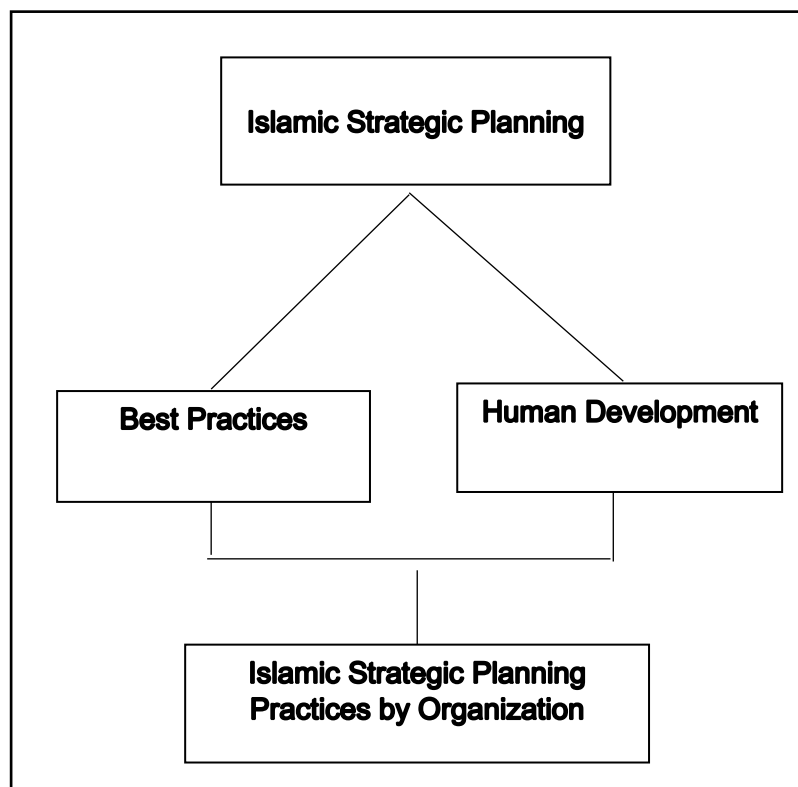 Islamic Strategic Planning
Best Practices
Human Development
Islamic Strategic Planning
Practices by Organization